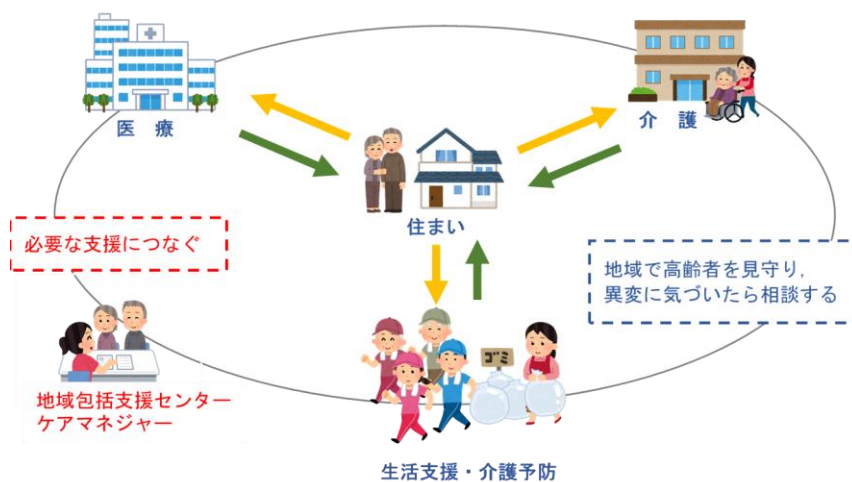 医 療
介 護
住まい
必要な支援につなぐ
地域で高齢者を見守り,
異変に気づいたら相談する
ゴミ
地域包括支援センター
ケアマネジャー
生活支援・介護予防